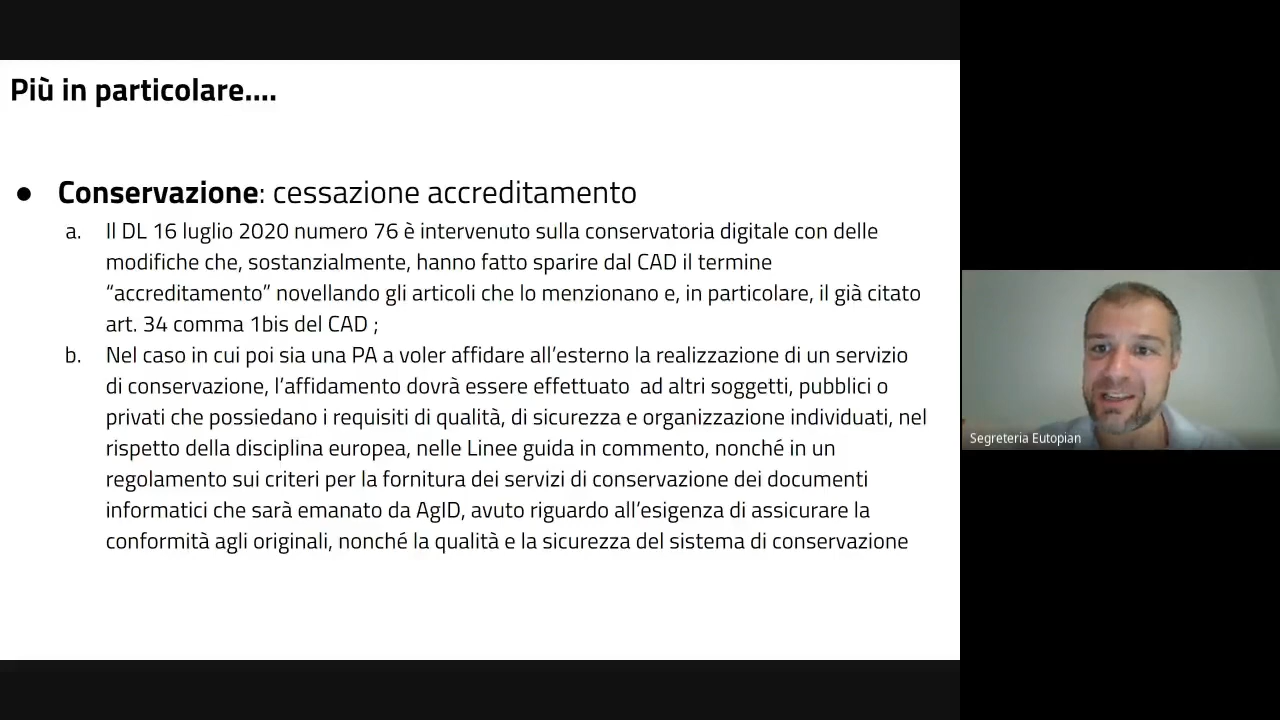 Più in particolare....
● Conservazione: cessazione accreditamento
a. Il DL 16 luglio 2020 numero 76 è intervenuto sulla conservatoria digitale con delle
modifiche che, sostanzialmente, hanno fatto sparire dal CAD il termine
“accreditamento” novellando gli articoli che lo menzionano e, in particolare, il già citato
art. 34 comma 1bis del CAD ;
b. Nel caso in cui poi sia una PA a voler affidare all’esterno la realizzazione di un servizio
di conservazione, l’affidamento dovrà essere effettuato  ad altri soggetti, pubblici o
privati che possiedano i requisiti di qualità, di sicurezza e organizzazione individuati, nel
rispetto della disciplina europea, nelle Linee guida in commento, nonché in un
regolamento sui criteri per la fornitura dei servizi di conservazione dei documenti
informatici che sarà emanato da AgID, avuto riguardo all’esigenza di assicurare la
conformità agli originali, nonché la qualità e la sicurezza del sistema di conservazione
Segreteria Eutopian